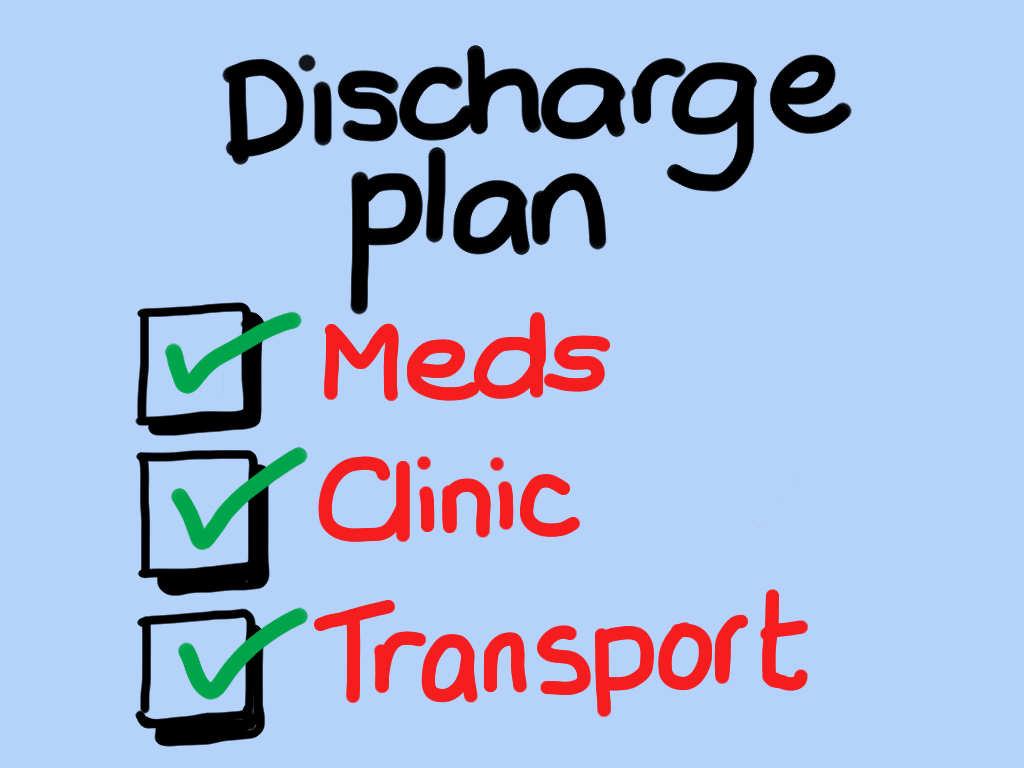 Discharge
plan
Meds
Clinic
Transport